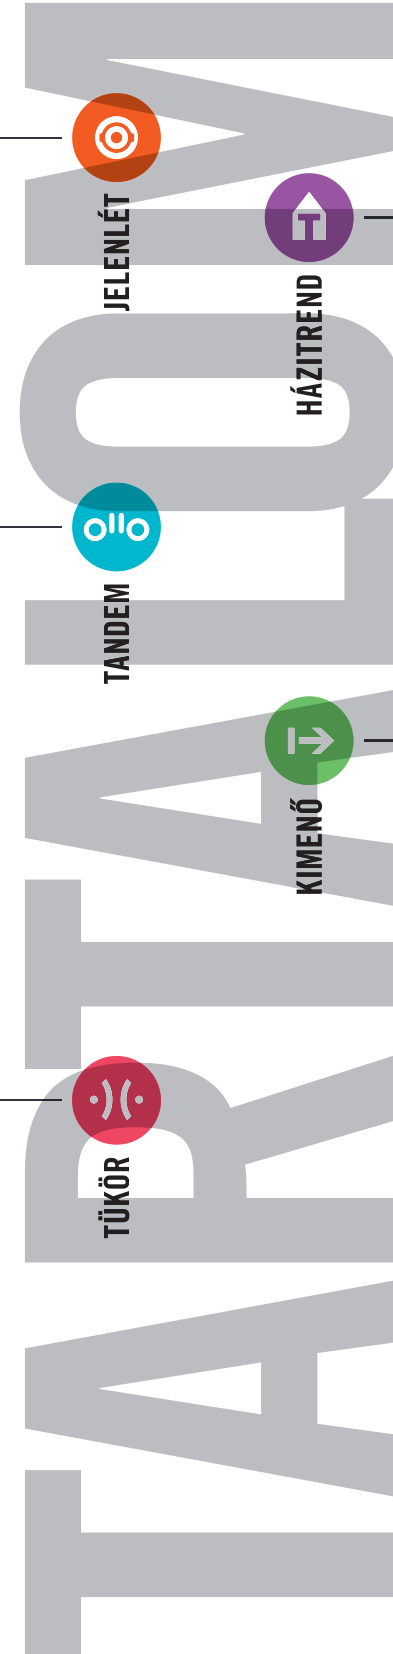 TARTALOM
TÜKÖR
TANDEM
JELENLÉT
KIMENŐ
HÁZITREND